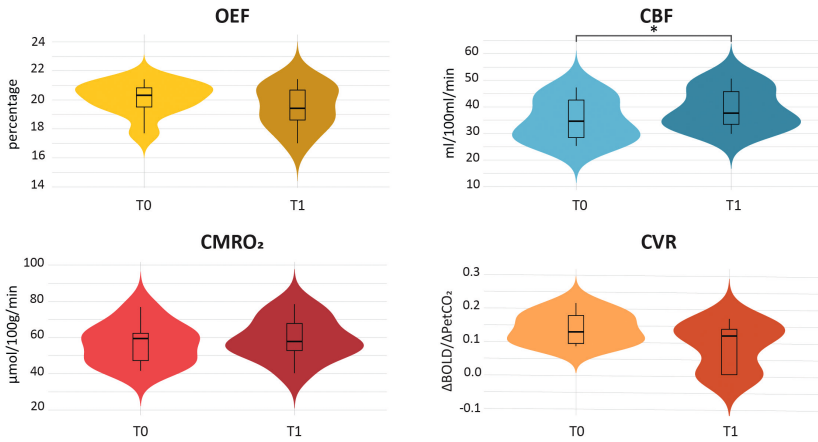 OEF
percentage
24
22
20
18
16
14
T0
T1
CBF
*
ml/100ml/min
60
50
40
30
20
10
T0
T1
CMRO₂
µmol/100g/min
100
80
60
40
20
T0
T1
CVR
ΔBOLD/ΔPetCO₂
0.3
0.2
0.1
0.0
-0.1
T0
T1